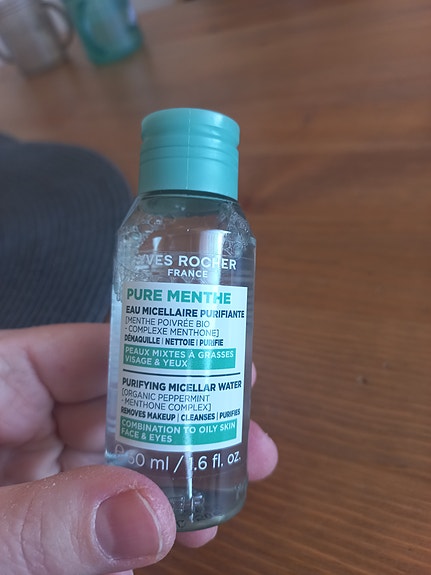 YVES ROCHER
FRANCE
PURE MENTHE
EAU MICELLAIRE PURIFIANTE
[MENTHE POIVRÉE BIO
- COMPLEXE MENTHONE]
DÉMAQUILLE | NETTOIE | PURIFIE
PEAUX MIXTES À GRASSES
VISAGE & YEUX
PURIFYING MICELLAR WATER
[ORGANIC PEPPERMINT
- MENTHONE COMPLEX]
REMOVES MAKEUP | CLEANSES | PURIFIES
COMBINATION TO OILY SKIN
FACE & EYES
50 ml / 1.6 fl. oz.